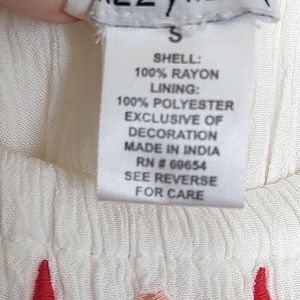 S
SHELL:
100% RAYON
LINING:
100% POLYESTER
EXCLUSIVE OF
DECORATION
MADE IN INDIA
RN # 69654
SEE REVERSE
FOR CARE